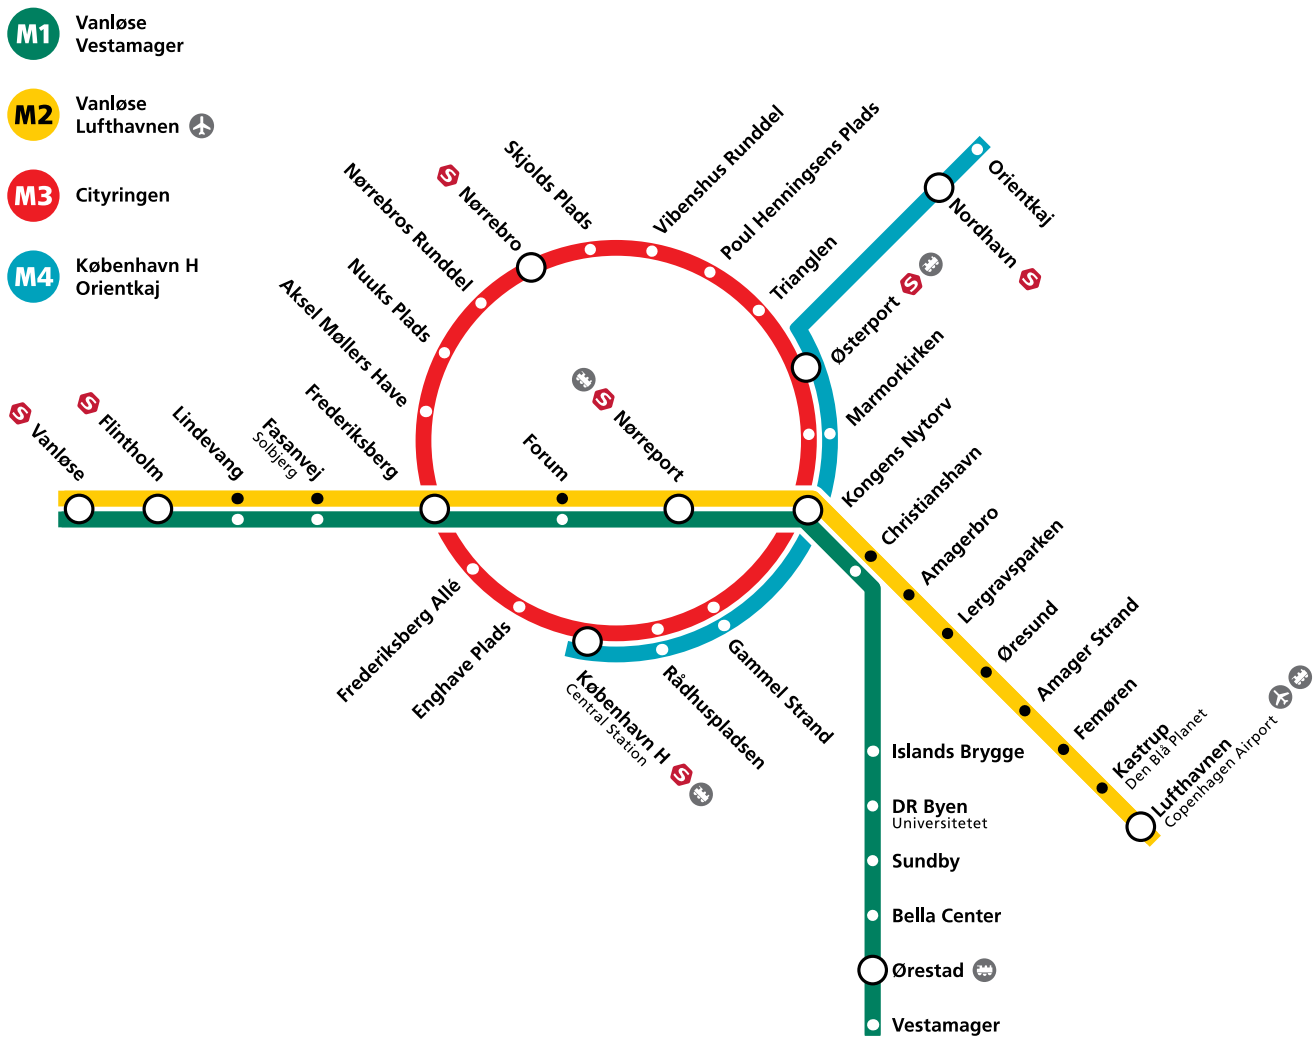 M1
Vanløse
Vestamager
M2
Vanløse
Lufthavnen
M3
Cityringen
M4
København H
Orientkaj
S
Vanløse
S
Flintholm
Lindevang
Fasanvej
Solbjerg
Frederiksberg
Aksel Møllers Have
Nuuks Plads
Nørrebros Runddel
S
Nørrebro
Skjolds Plads
Vibenshus Runddel
Poul Henningsens Plads
Trianglen
Orientkaj
Nordhavn
S
Østerport
S
Marmorkirken
Kongens Nytorv
Forum
S
Nørreport
Christianshavn
Amagerbro
Lergravsparken
Øresund
Amager Strand
Femøren
Kastrup
Den Blå Planet
Lufthavnen
Copenhagen Airport
Frederiksberg Allé
Enghave Plads
København H
Central Station
S
Rådhuspladsen
Gammel Strand
Islands Brygge
DR Byen
Universitetet
Sundby
Bella Center
Ørestad
Vestamager